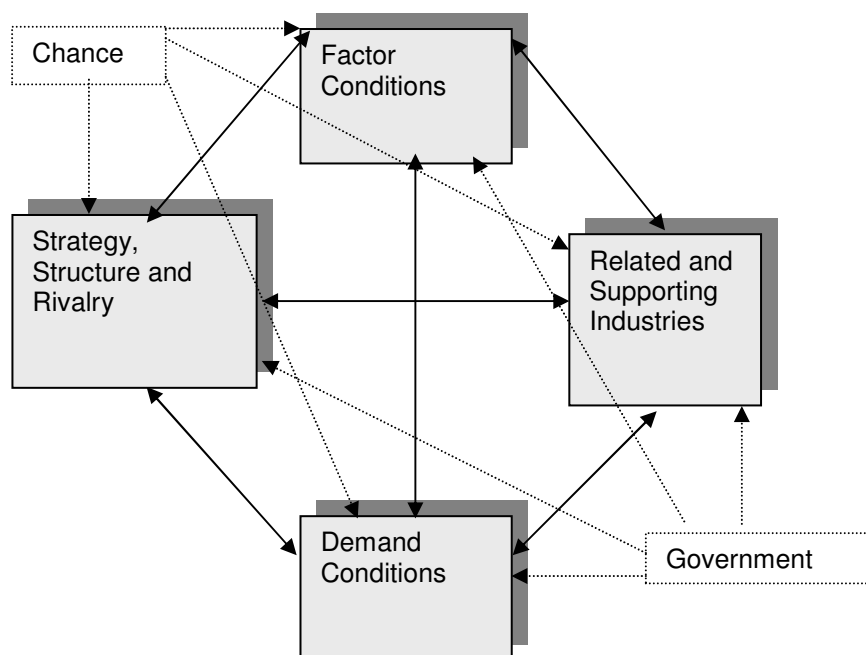 Chance
Factor
Conditions
Strategy,
Structure and
Rivalry
Related and
Supporting
Industries
Demand
Conditions
Government